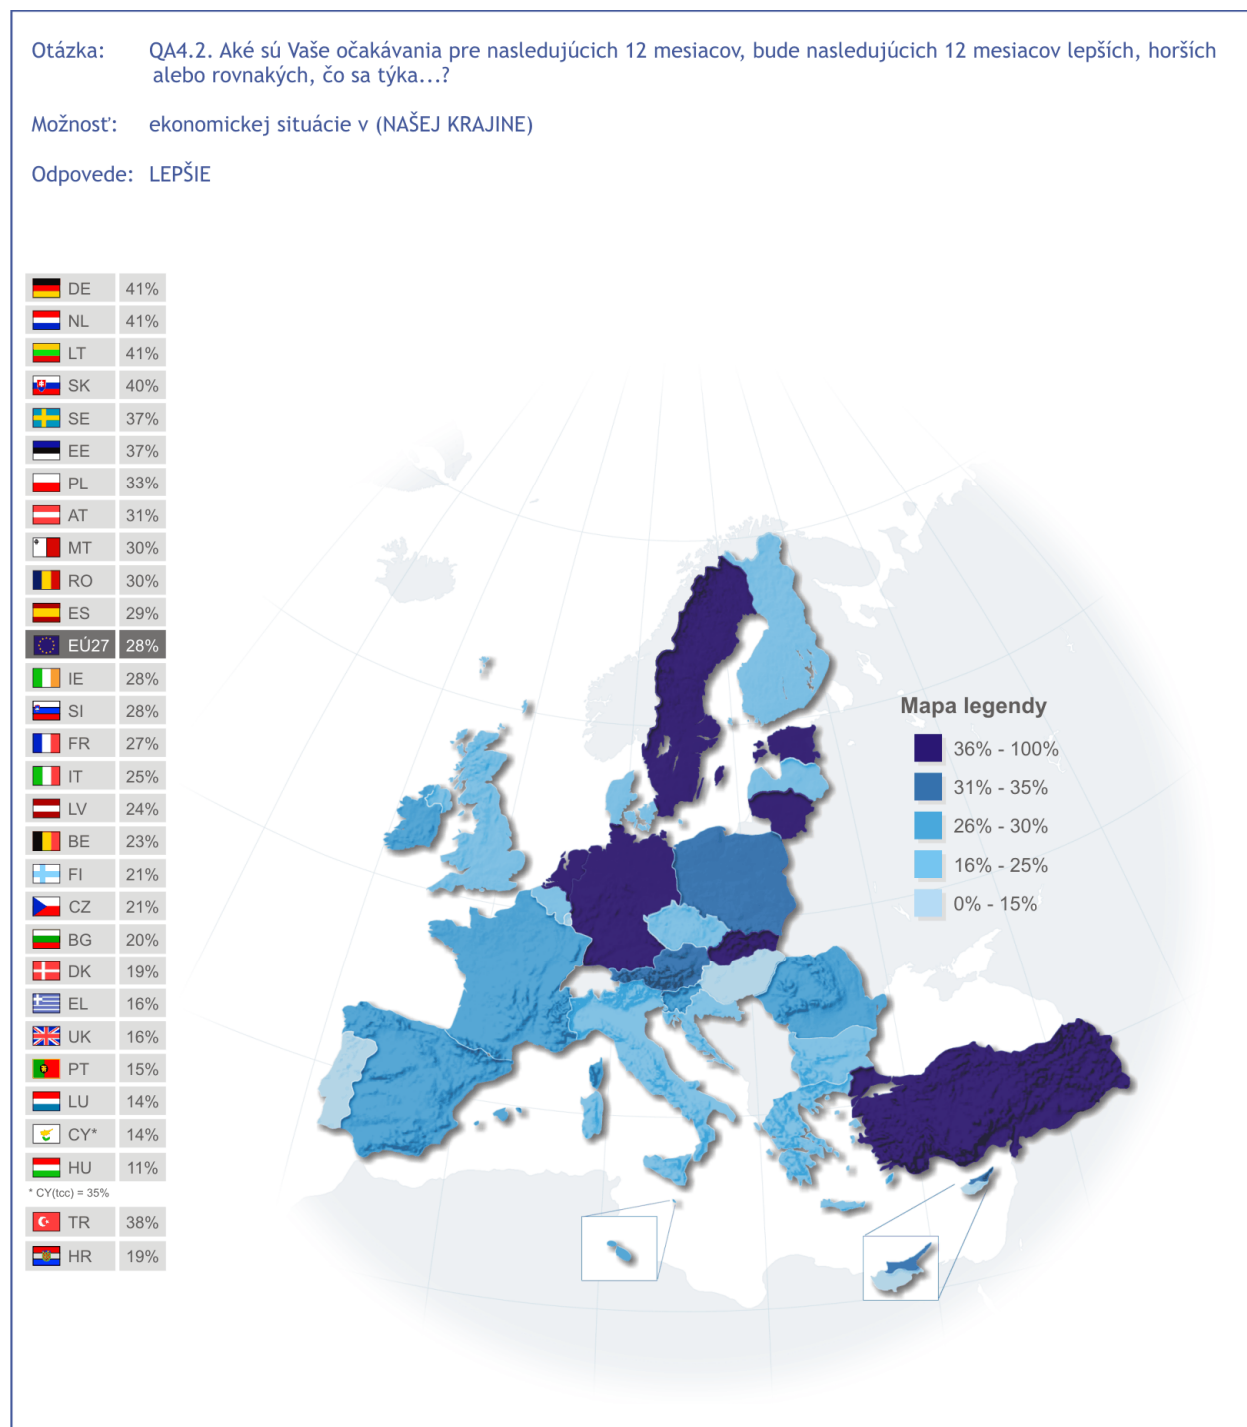 Otázka: QA4.2. Aké sú Vaše očakávania pre nasledujúcich 12 mesiacov, bude nasledujúcich 12 mesiacov lepších, horších
alebo rovnakých, čo sa týka...?
Možnosť: ekonomickej situácie v (NAŠEJ KRAJINE)
Odpovede: LEPŠIE
DE 41%
NL 41%
LT 41%
SK 40%
SE 37%
EE 37%
PL 33%
AT 31%
MT 30%
RO 30%
ES 29%
EÚ27 28%
IE 28%
SI 28%
FR 27%
IT 25%
LV 24%
BE 23%
FI 21%
CZ 21%
BG 20%
DK 19%
EL 16%
UK 16%
PT 15%
LU 14%
CY* 14%
HU 11%
* CY(tcc) = 35%
TR 38%
HR 19%
Mapa legendy
36% - 100%
31% - 35%
26% - 30%
16% - 25%
0% - 15%